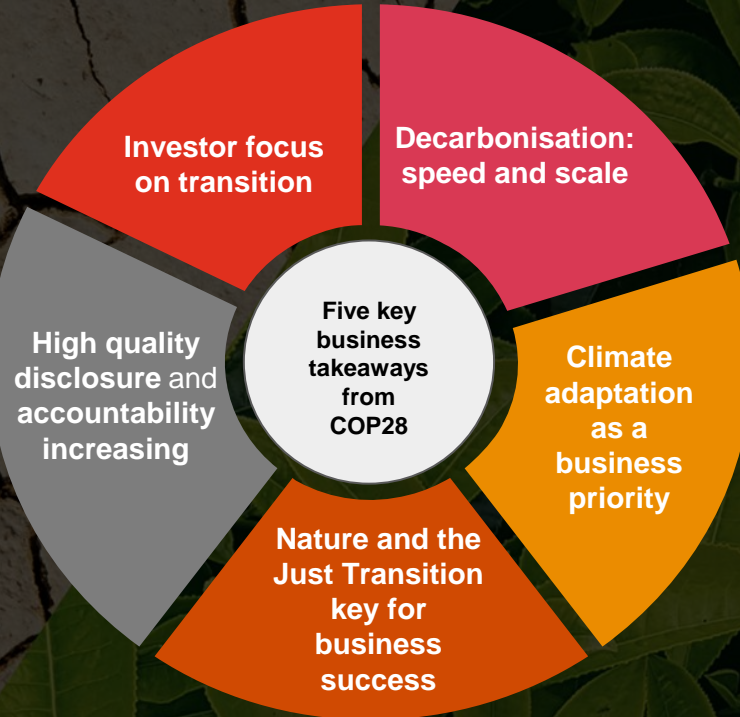 Five key
business
takeaways
from
COP28
Decarbonisation:
speed and scale
Climate
adaptation
as a
business
priority
Nature and the
Just Transition
key for
business
success
High quality
disclosure and
accountability
increasing
Investor focus
on transition